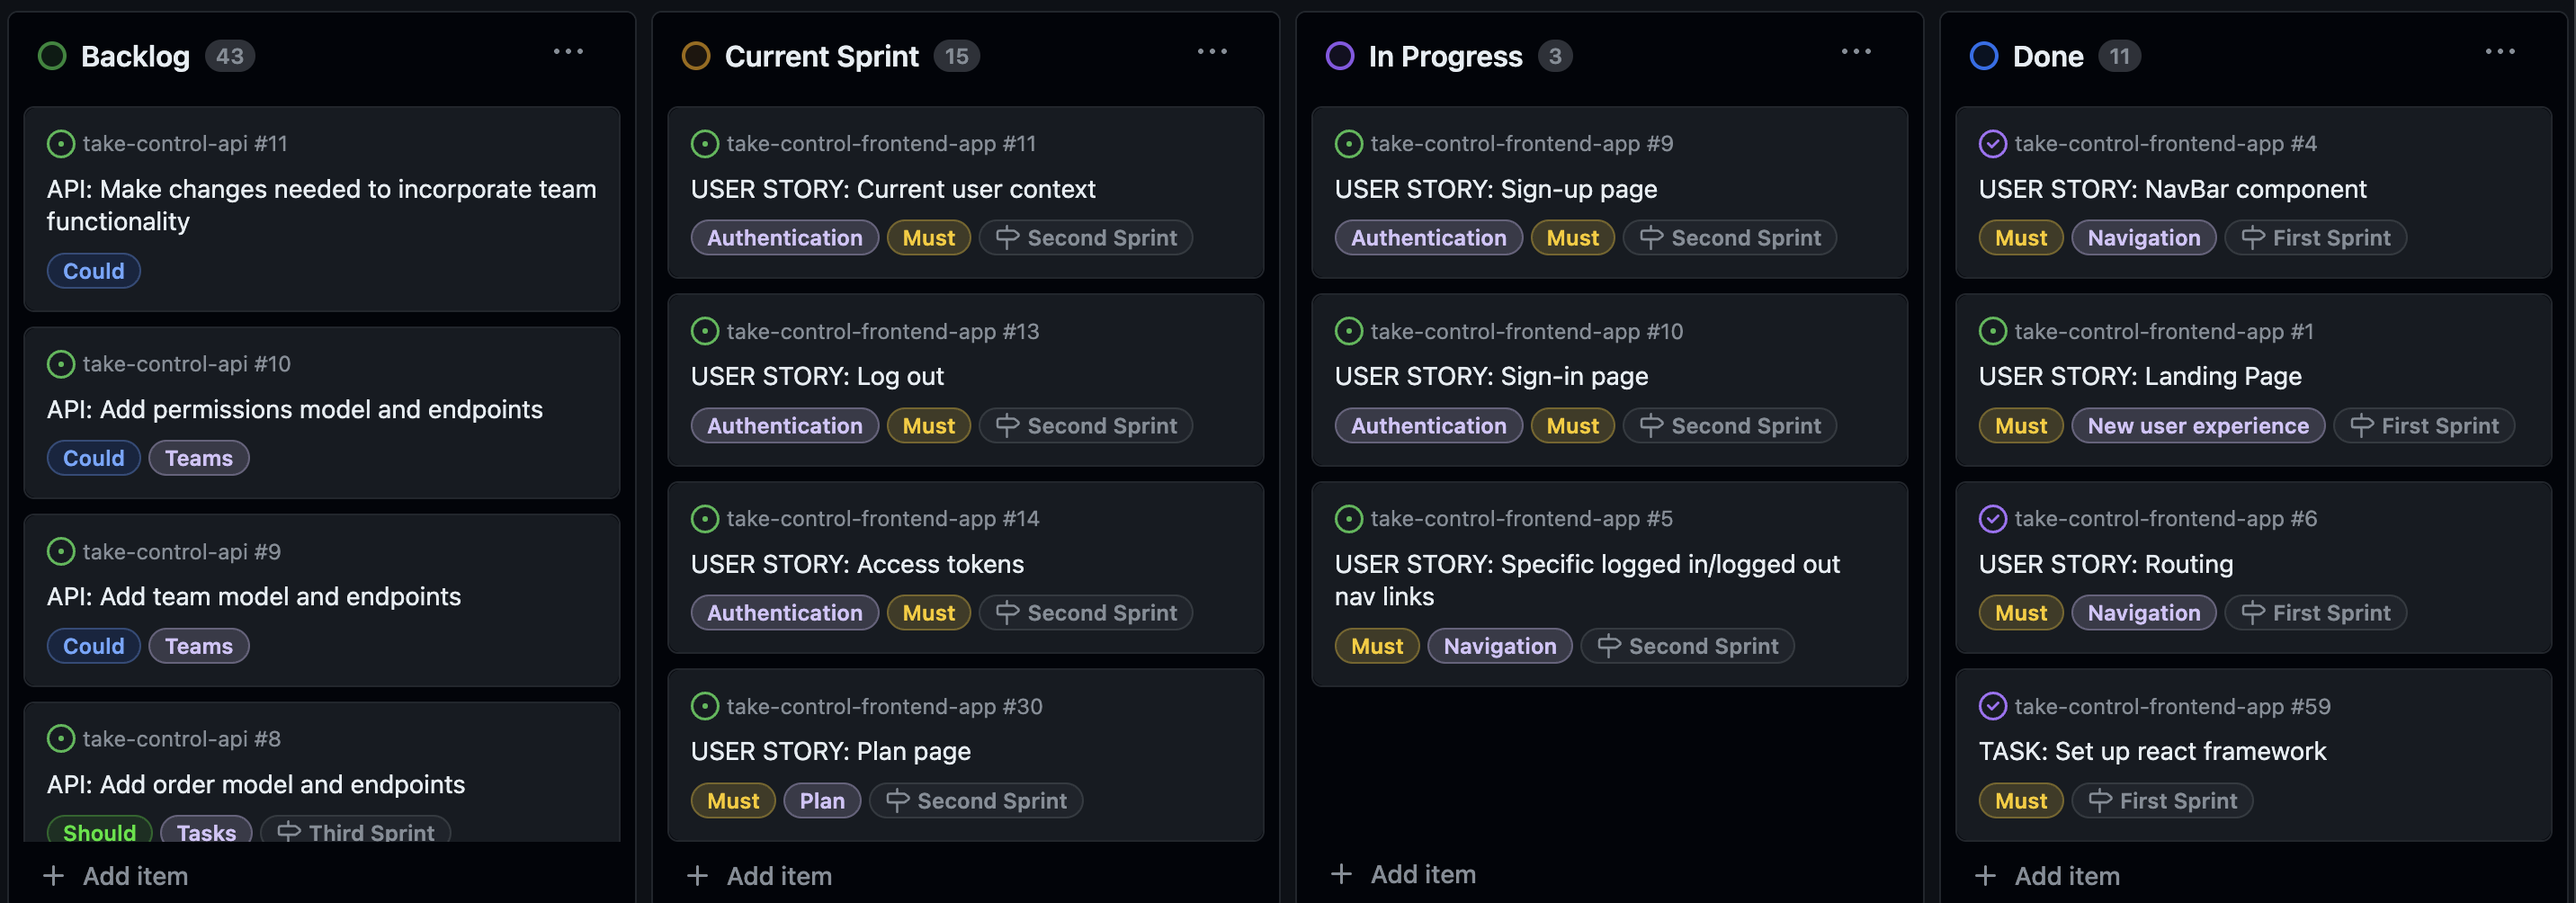 Backlog 43
take-control-api #11
API: Make changes needed to incorporate team
functionality
Could
take-control-api #10
API: Add permissions model and endpoints
Could Teams
take-control-api #9
API: Add team model and endpoints
Could Teams
take-control-api #8
API: Add order model and endpoints
Should Tasks Third Sprint
+ Add item
Current Sprint 15
take-control-frontend-app #11
USER STORY: Current user context
Authentication Must Second Sprint
take-control-frontend-app #13
USER STORY: Log out
Authentication Must Second Sprint
take-control-frontend-app #14
USER STORY: Access tokens
Authentication Must Second Sprint
take-control-frontend-app #30
USER STORY: Plan page
Must Plan Second Sprint
+ Add item
In Progress 3
take-control-frontend-app #9
USER STORY: Sign-up page
Authentication Must Second Sprint
take-control-frontend-app #10
USER STORY: Sign-in page
Authentication Must Second Sprint
take-control-frontend-app #5
USER STORY: Specific logged in/logged out
nav links
Must Navigation Second Sprint
+ Add item
Done 11
take-control-frontend-app #4
USER STORY: NavBar component
Must Navigation First Sprint
take-control-frontend-app #1
USER STORY: Landing Page
Must New user experience First Sprint
take-control-frontend-app #6
USER STORY: Routing
Must Navigation First Sprint
take-control-frontend-app #59
TASK: Set up react framework
Must First Sprint
+ Add item